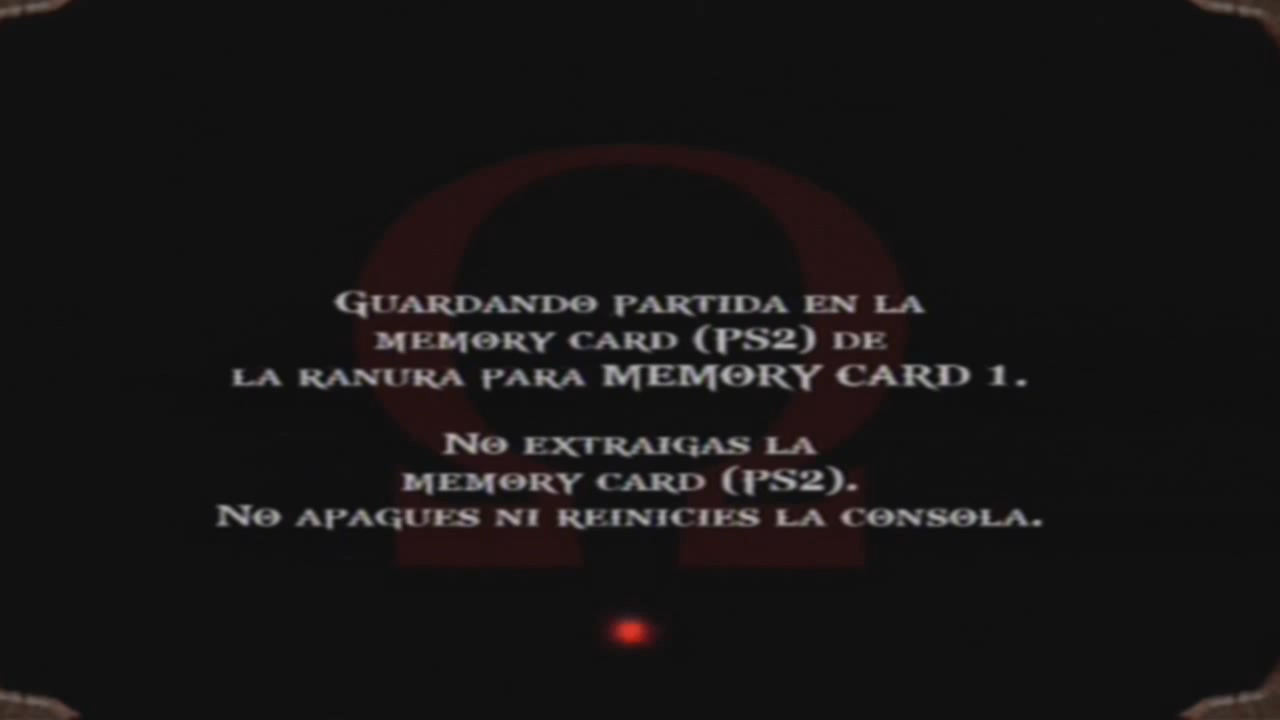 Guardando partida en la
memory card (PS2) de
la ranura para MEMORY CARD 1.
No extraigas la
memory card (PS2).
No apagues ni reinicies la consola.